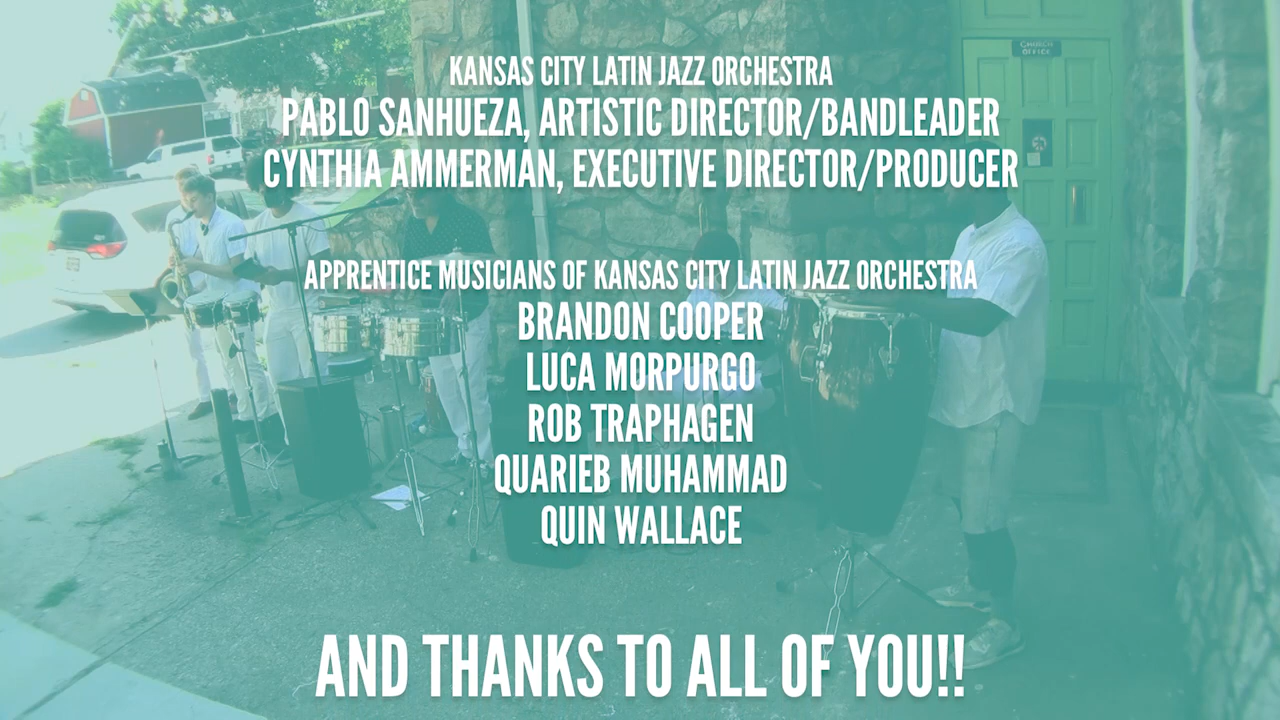 KANSAS CITY LATIN JAZZ ORCHESTRA
PABLO SANHUEZA, ARTISTIC DIRECTOR/BANDLEADER
CYNTHIA AMMERMAN, EXECUTIVE DIRECTOR/PRODUCER
APPRENTICE MUSICIANS OF KANSAS CITY LATIN JAZZ ORCHESTRA
BRANDON COOPER
LUCA MORPURGO
ROB TRAPHAGEN
QUARIEB MUHAMMAD
QUIN WALLACE
AND THANKS TO ALL OF YOU!!
CHURCH
OFFICE